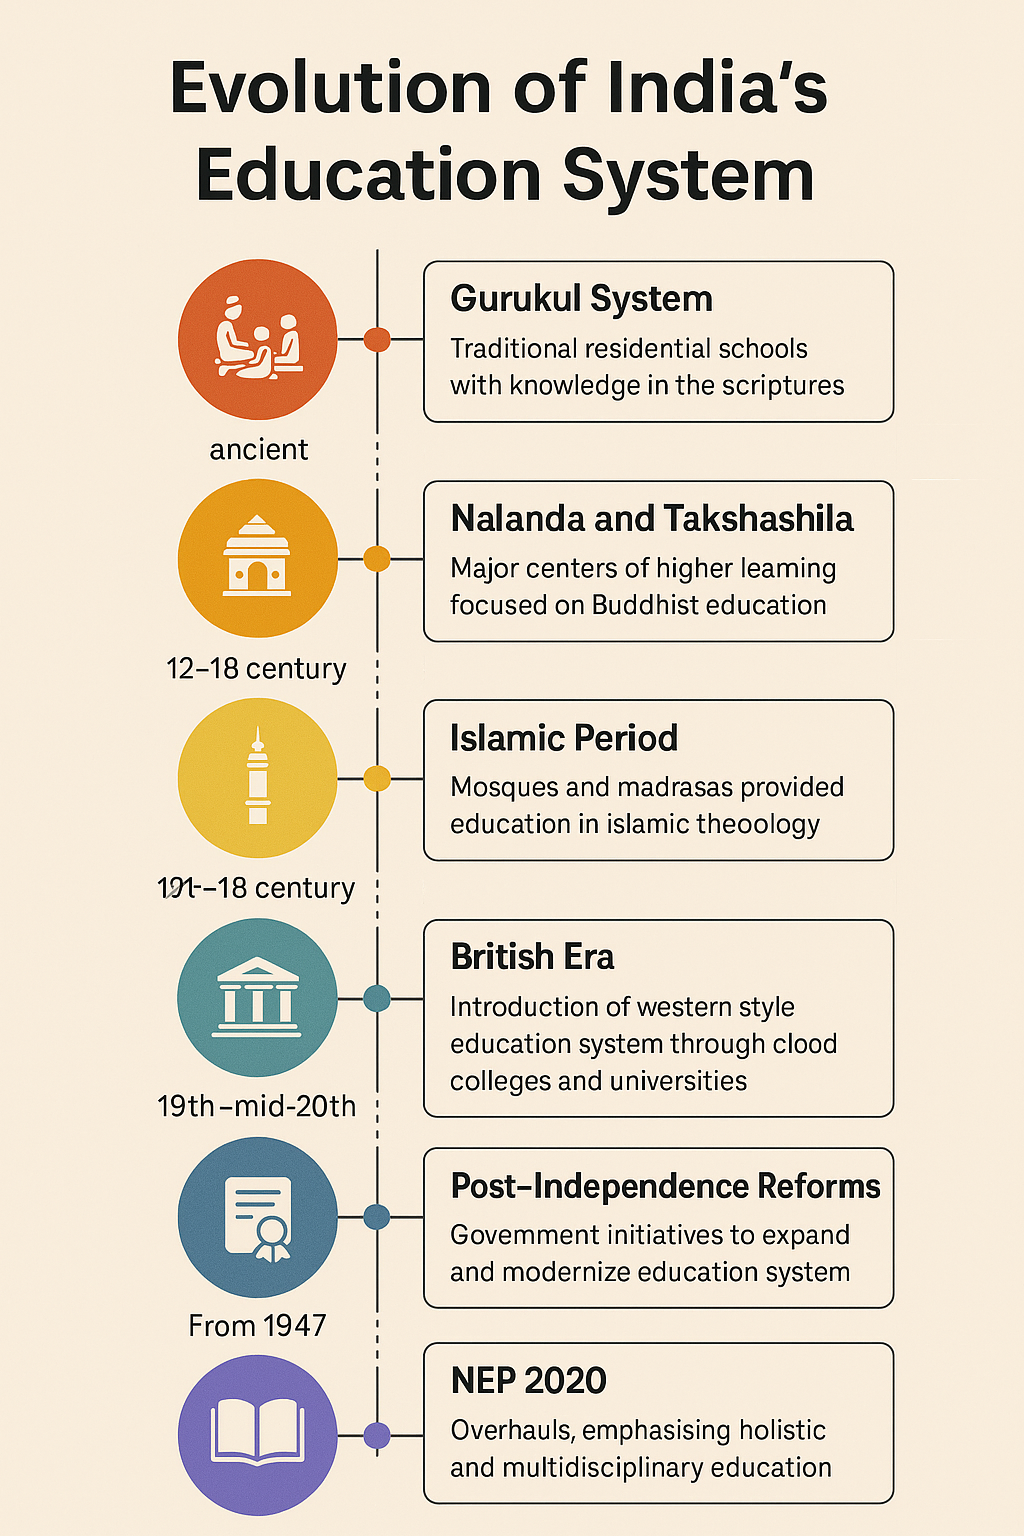 Evolution of India‘s
Education System
Gurukul System
Traditional residential schools
with knowledge in the scriptures
ancient
Nalanda and Takshashila
Major centers of higher leaming
focused on Buddhist education
12–18 century
Islamic Period
Mosques and madrasas provided
education in islamic theoology
–18 century
British Era
Introduction of western style
education system through clood
colleges and universities
19th–mid-20th
Post–Independence Reforms
Govemment initiatives to expand
and modernize education system
From 1947
NEP 2020
Overhauls, emphasising holistic
and multidisciplinary education